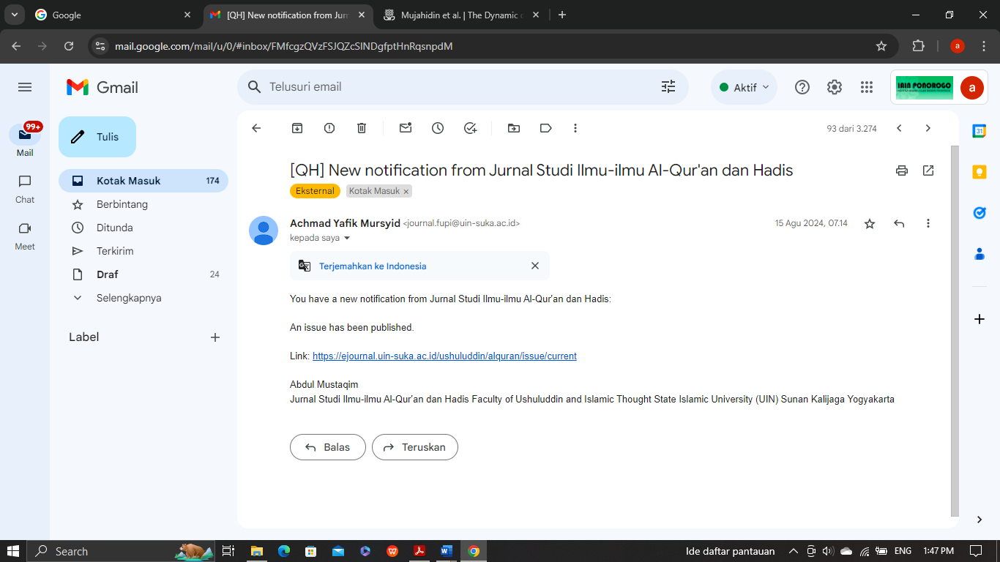 Google
[QH] New notification from Jurn
Mujahidin et al. | The Dynamic
mail.google.com/mail/u/0/#inbox/FMfcgzQVzFSJQZcSlNDgfptHnRqsnpdM
a
Gmail
Telusuri email
Aktif
IAIN PONOROGO
a
99+
Mail
Chat
Meet
Tulis
Kotak Masuk 174
Berbintang
Ditunda
Terkirim
Draf 24
Selengkapnya
Label
93 dari 3.274
[QH] New notification from Jurnal Studi Ilmu-ilmu Al-Qur'an dan Hadis
Eksternal Kotak Masuk
Achmad Yafik Mursyid <journal.fupi@uin-suka.ac.id> 15 Agu 2024, 07.14
kepada saya
Terjemahkan ke Indonesia
You have a new notification from Jurnal Studi Ilmu-ilmu Al-Qur'an dan Hadis:
An issue has been published.
Link: https://ejournal.uin-suka.ac.id/ushuluddin/alquran/issue/current
Abdul Mustaqim
Jurnal Studi Ilmu-ilmu Al-Qur'an dan Hadis Faculty of Ushuluddin and Islamic Thought State Islamic University (UIN) Sunan Kalijaga Yogyakarta
Balas Teruskan
31
Search
Ide daftar pantauan
ENG
1:47 PM